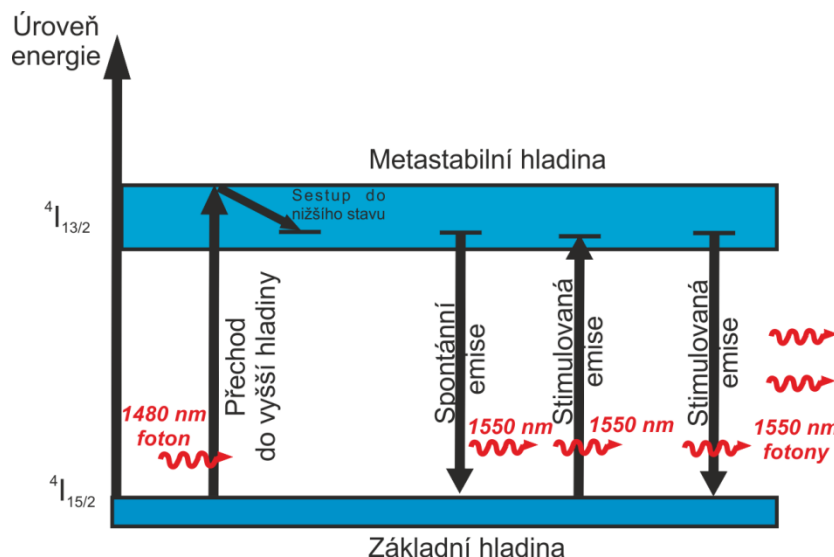 Úroveň
energie
Metastabilní hladina
⁴I₁₃/₂
Sestup do
nižšího stavu
Přechod
do vyšší hladiny
Spontánní
emise
Stimulovaná
emise
Stimulovaná
emise
1480 nm
foton
1550 nm
1550 nm
1550 nm
fotony
⁴I₁₅/₂
Základní hladina